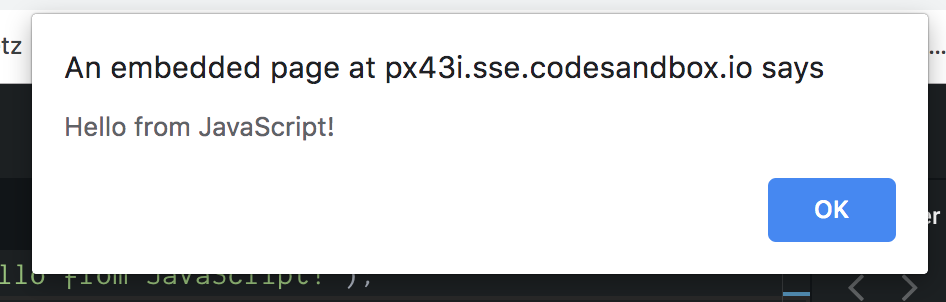 tz
An embedded page at px43i.sse.codesandbox.io says
...
Hello from JavaScript!
OK
er
llo from JavaScript!");